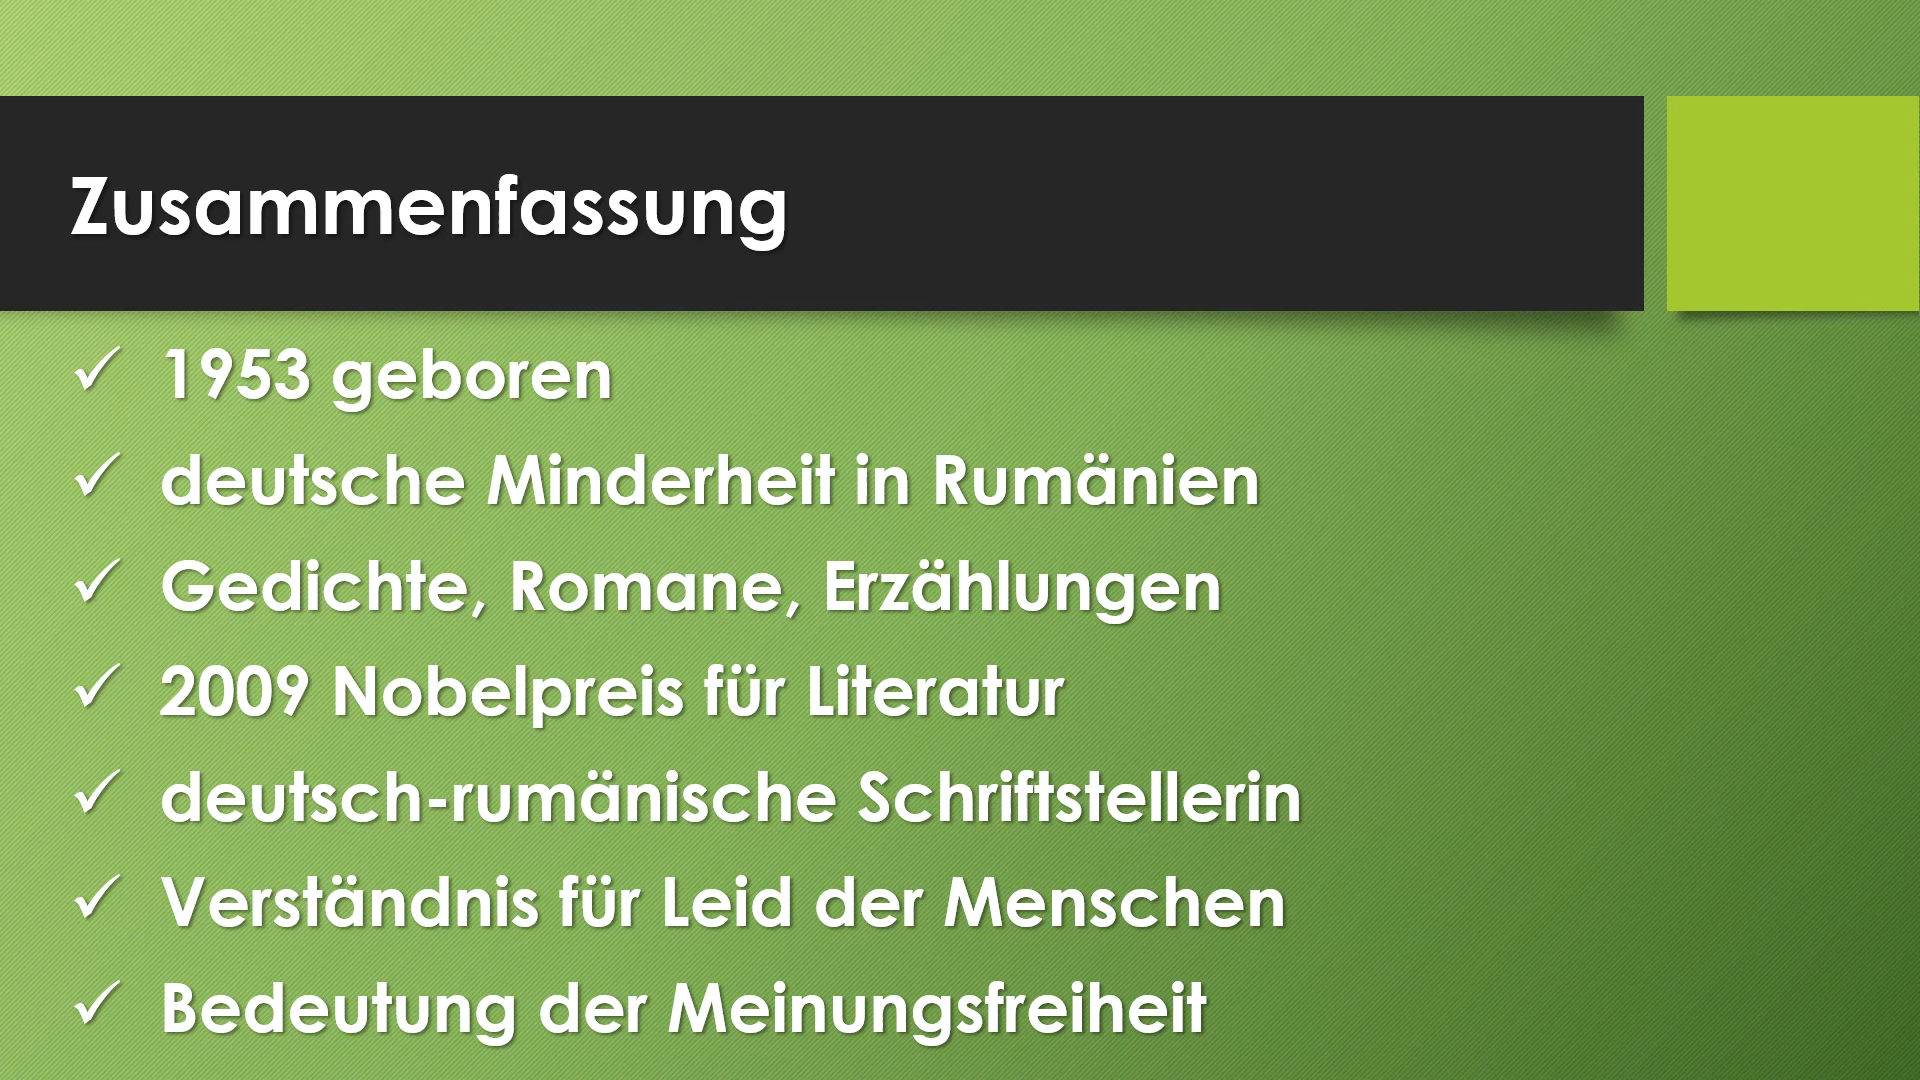 Zusammenfassung
✓ 1953 geboren
✓ deutsche Minderheit in Rumänien
✓ Gedichte, Romane, Erzählungen
✓ 2009 Nobelpreis für Literatur
✓ deutsch-rumänische Schriftstellerin
✓ Verständnis für Leid der Menschen
✓ Bedeutung der Meinungsfreiheit